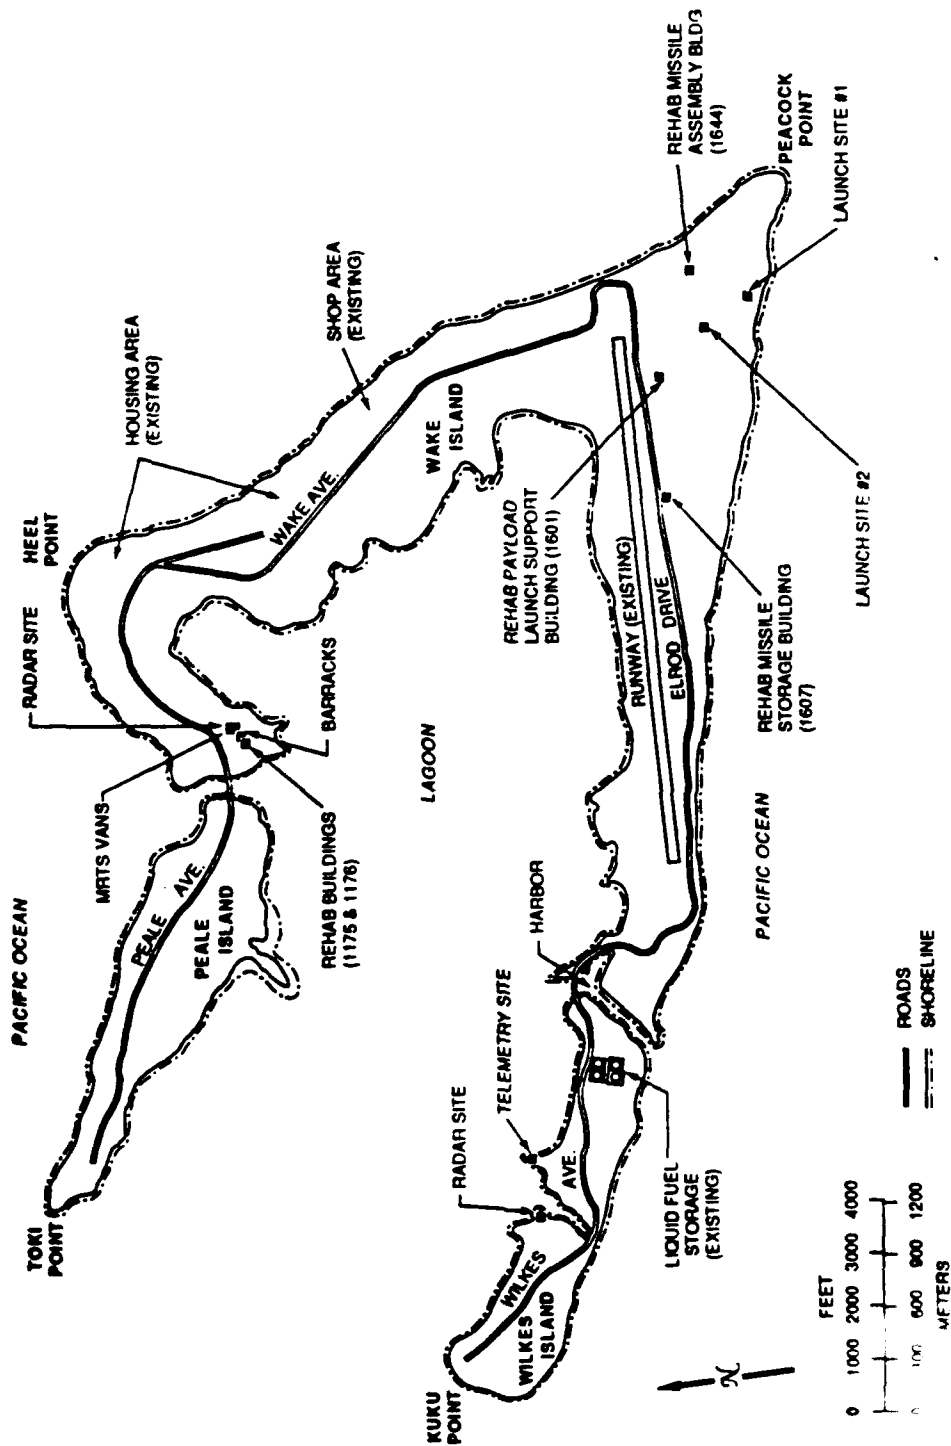 PACIFIC OCEAN
TOKI
POINT
PEALE AVE.
PEALE
ISLAND
MRTS VANS
RADAR SITE
HEEL
POINT
HOUSING AREA
(EXISTING)
SHOP AREA
(EXISTING)
REHAB BUILDINGS
(1175 & 1176)
BARRACKS
WAKE AVE.
WAKE
ISLAND
LAGOON
KUKU
POINT
RADAR SITE
TELEMETRY SITE
HARBOR
WILKES AVE.
WILKES
ISLAND
LIQUID FUEL
STORAGE
(EXISTING)
REHAB PAYLOAD
LAUNCH SUPPORT
BUILDING (1601)
RUNWAY (EXISTING)
ELROD DRIVE
REHAB MISSILE
ASSEMBLY BLDG
(1644)
PEACOCK
POINT
LAUNCH SITE #1
LAUNCH SITE #2
REHAB MISSILE
STORAGE BUILDING
(1607)
PACIFIC OCEAN
N
FEET
0 1000 2000 3000 4000
600 900 1200
METERS
ROADS
SHORELINE